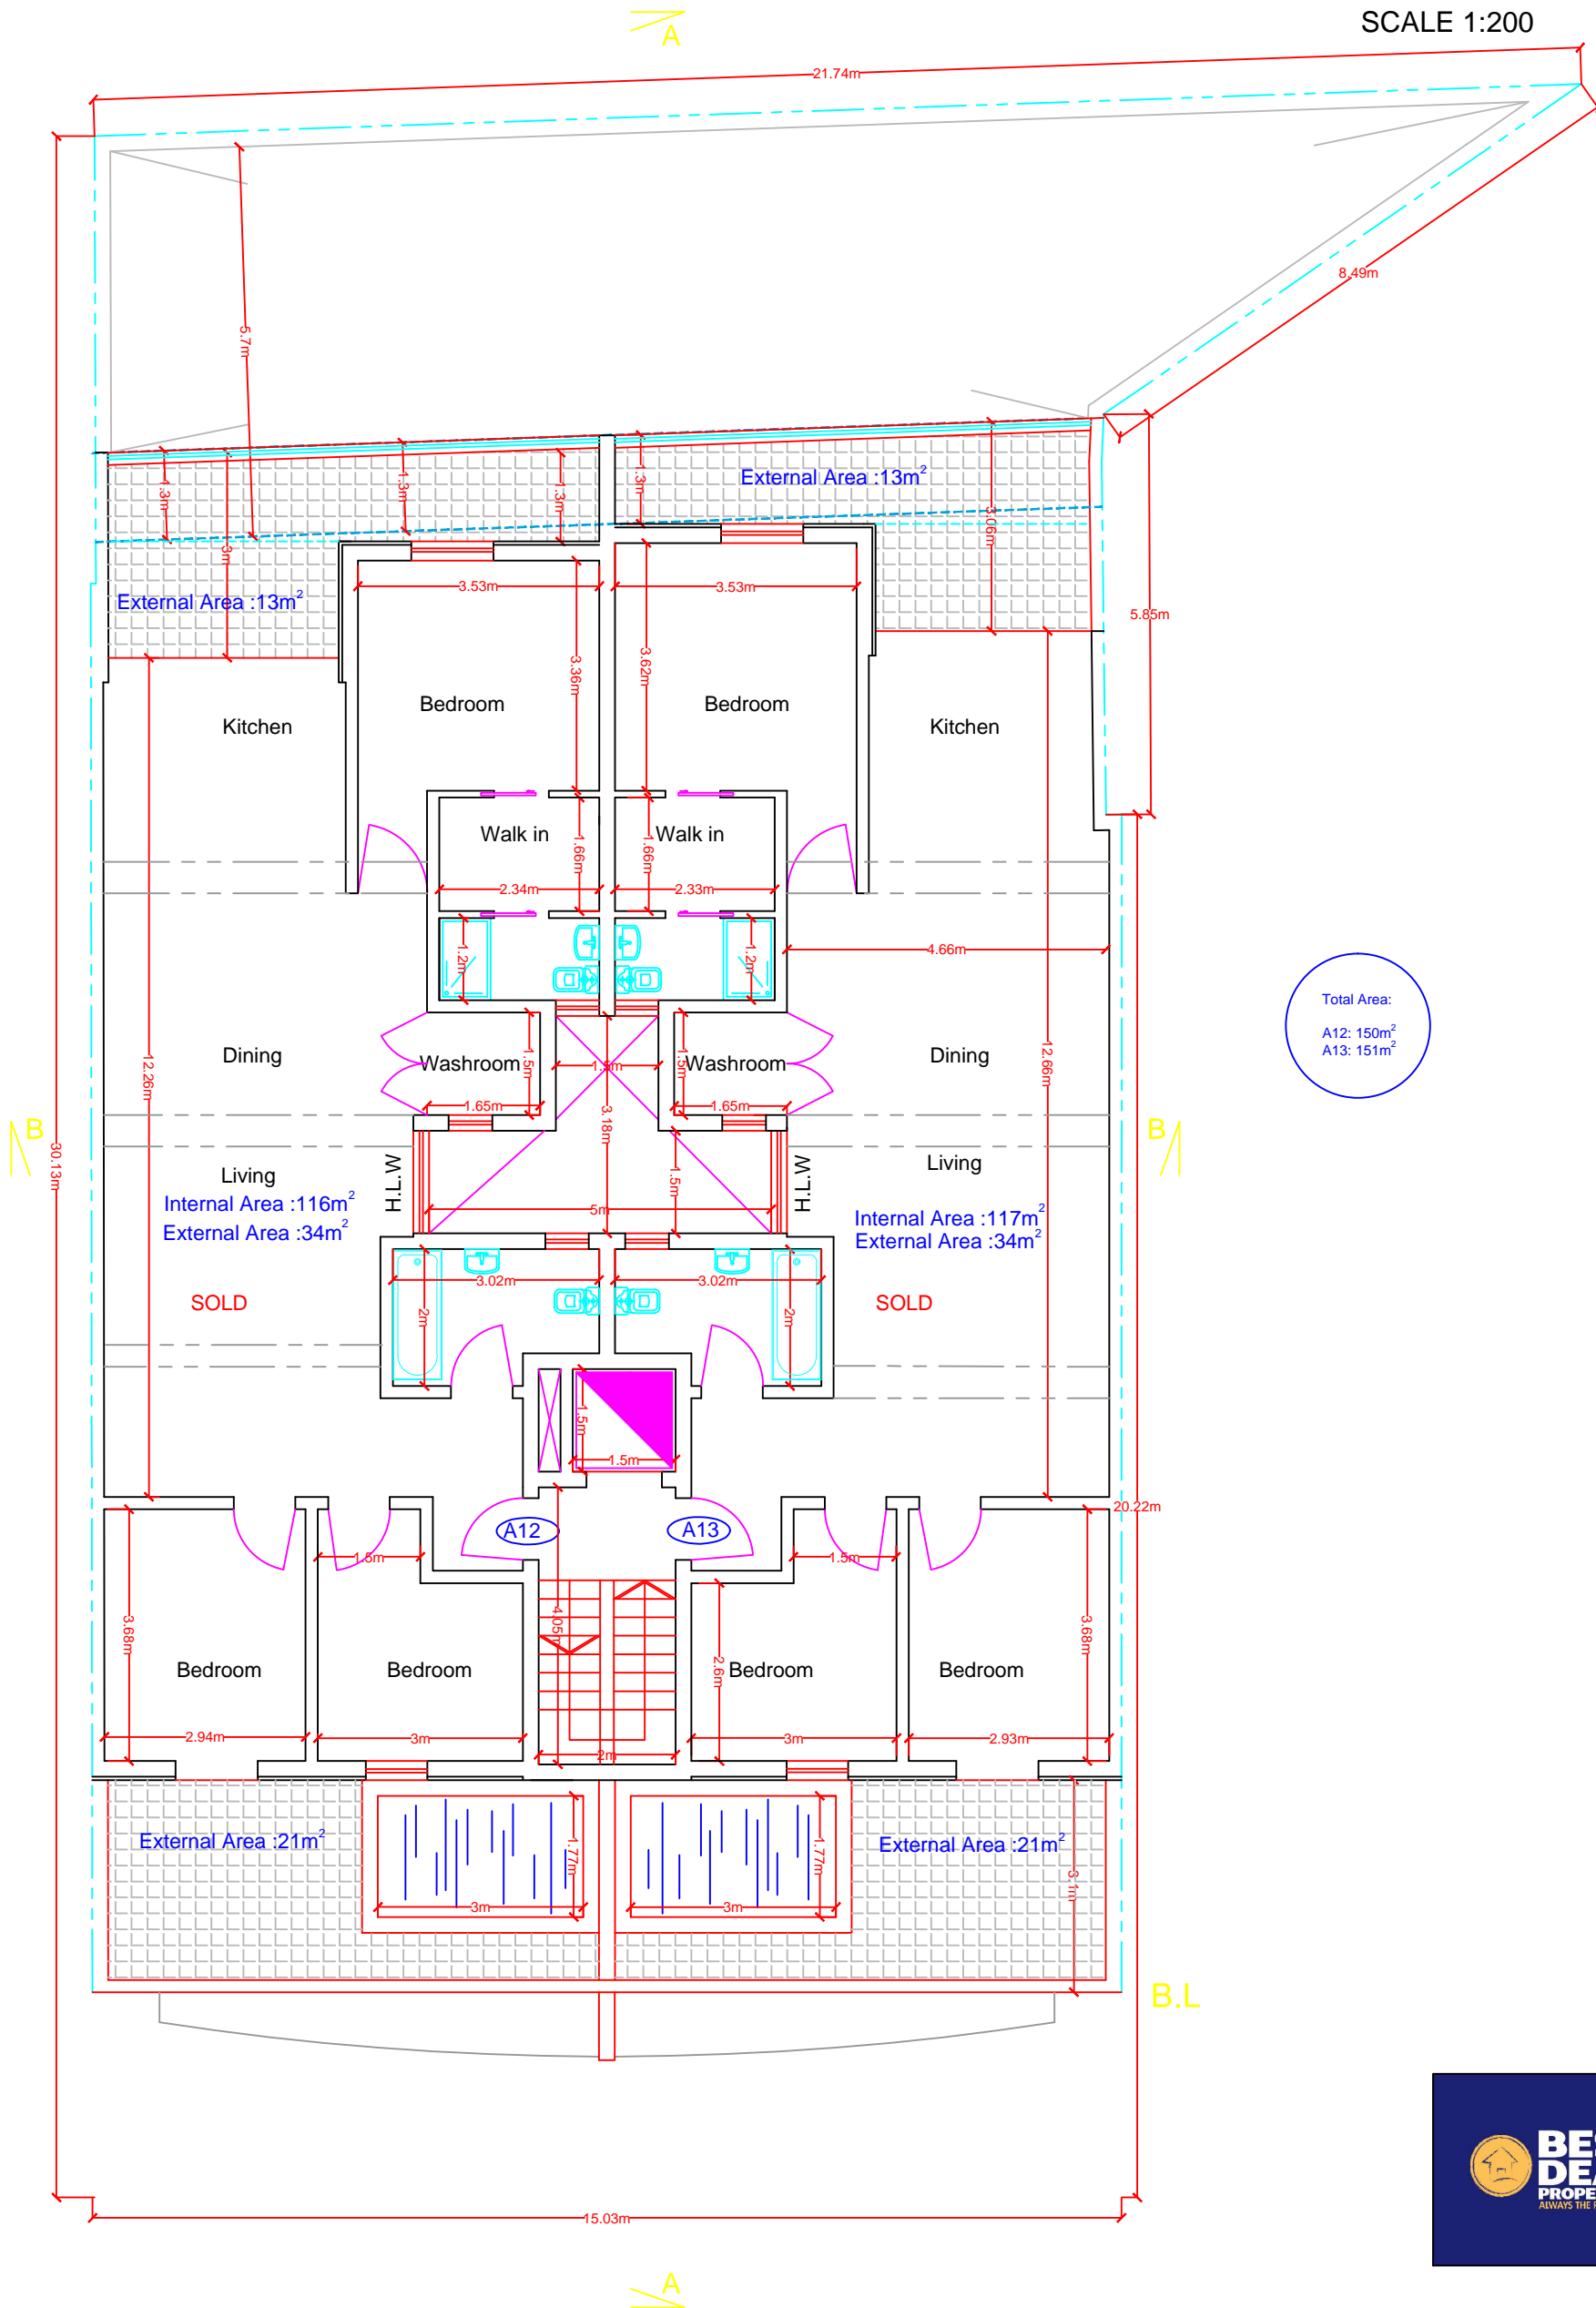 A
SCALE 1:200
21.74m
8.49m
5.7m
1.3m
3m
1.3m
1.3m
1.3m
External Area :13m²
3.06m
External Area :13m²
3.53m
3.53m
5.85m
3.36m
3.62m
Kitchen
Bedroom
Bedroom
Kitchen
Walk in
Walk in
1.66m
1.66m
2.34m
2.33m
1.2m
1.2m
4.66m
Total Area:
A12: 150m²
A13: 151m²
Dining
Washroom
1.5m
1.5m
1.5m
Washroom
Dining
12.26m
12.66m
1.65m
1.65m
3.18m
B
B
30.13m
Living
H.L.W
1.5m
H.L.W
Living
Internal Area :116m²
External Area :34m²
5m
Internal Area :117m²
External Area :34m²
3.02m
3.02m
SOLD
2m
2m
SOLD
1.5m
1.5m
20.22m
A12
A13
1.5m
1.5m
3.68m
4.05m
2.6m
3.68m
Bedroom
Bedroom
Bedroom
Bedroom
2.94m
3m
2m
3m
2.93m
External Area :21m²
1.77m
1.77m
External Area :21m²
3.1m
3m
3m
B.L
15.03m
BES
DEA
PROPE
ALWAYS THE
A